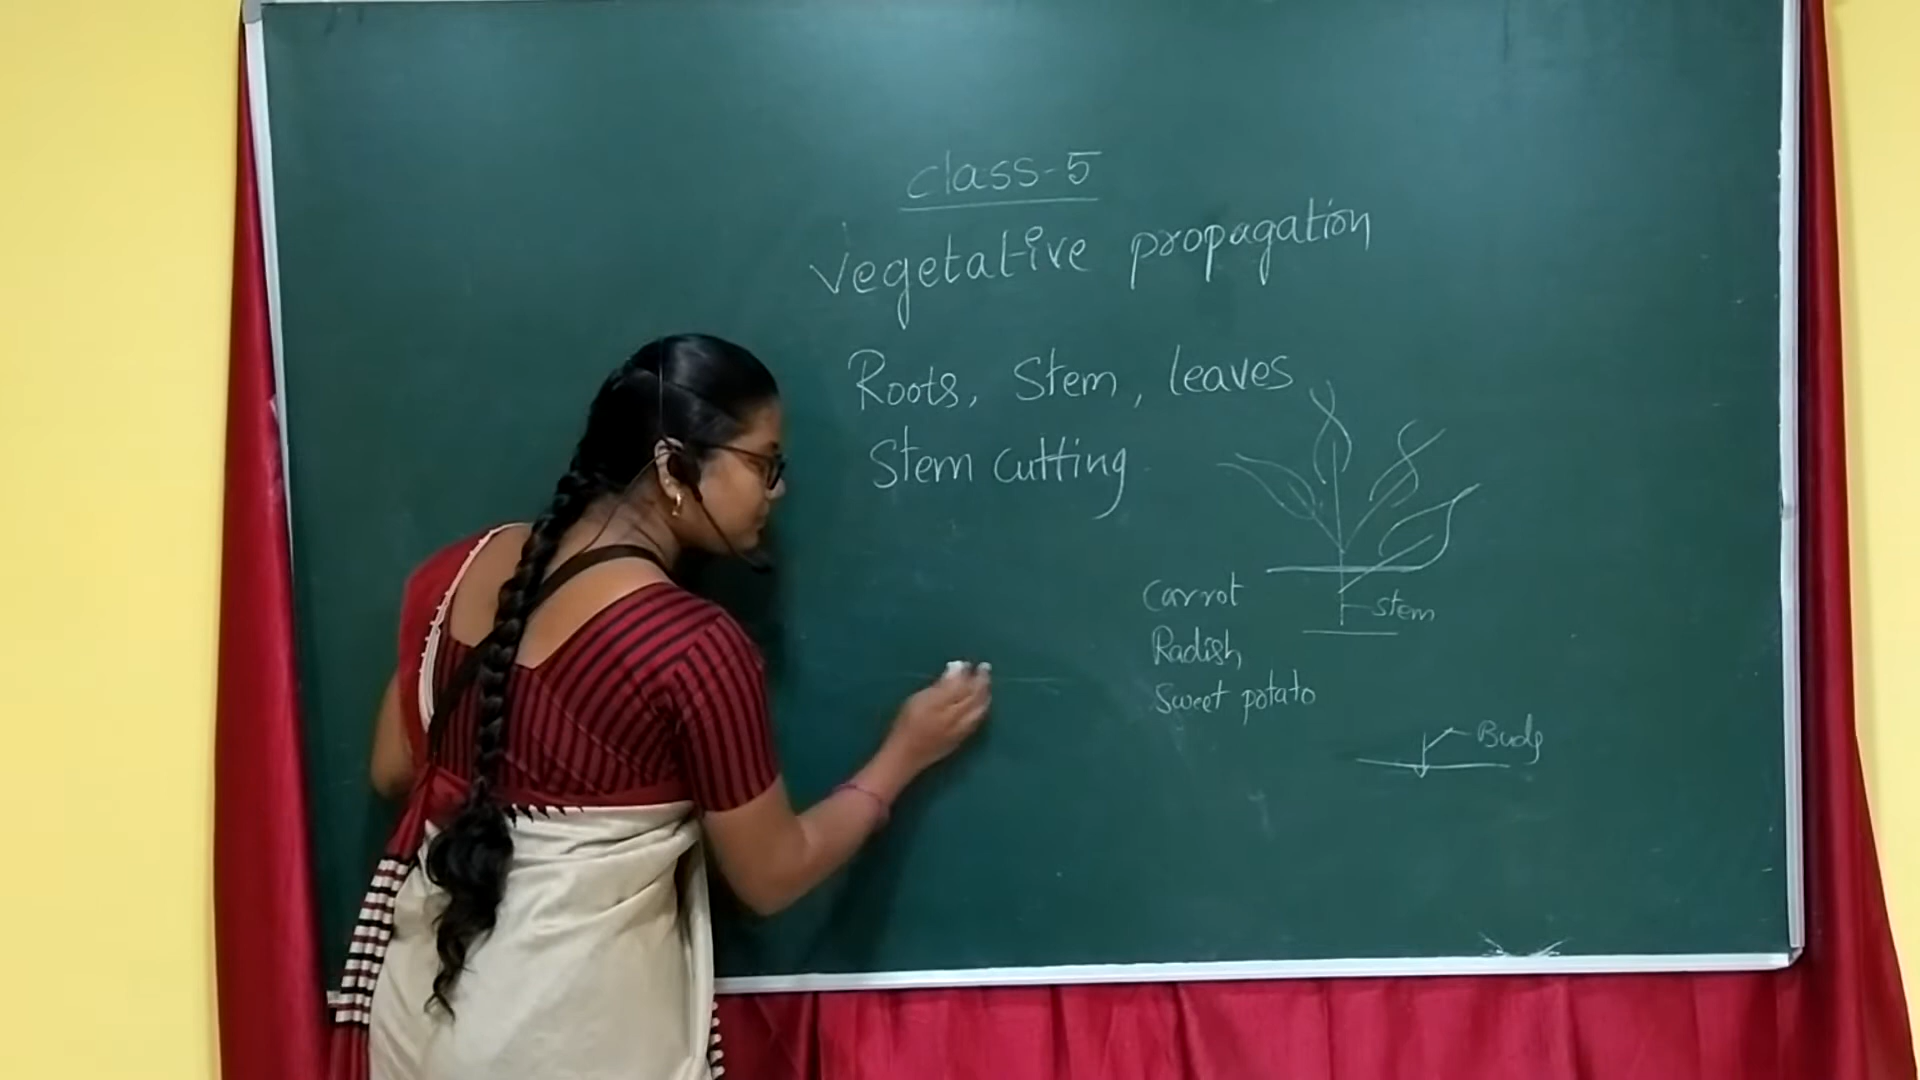 class-5
Vegetative propagation
Roots, Stem, leaves
Stem cutting
Carrot
Stem
Radish
Sweet potato
Buds